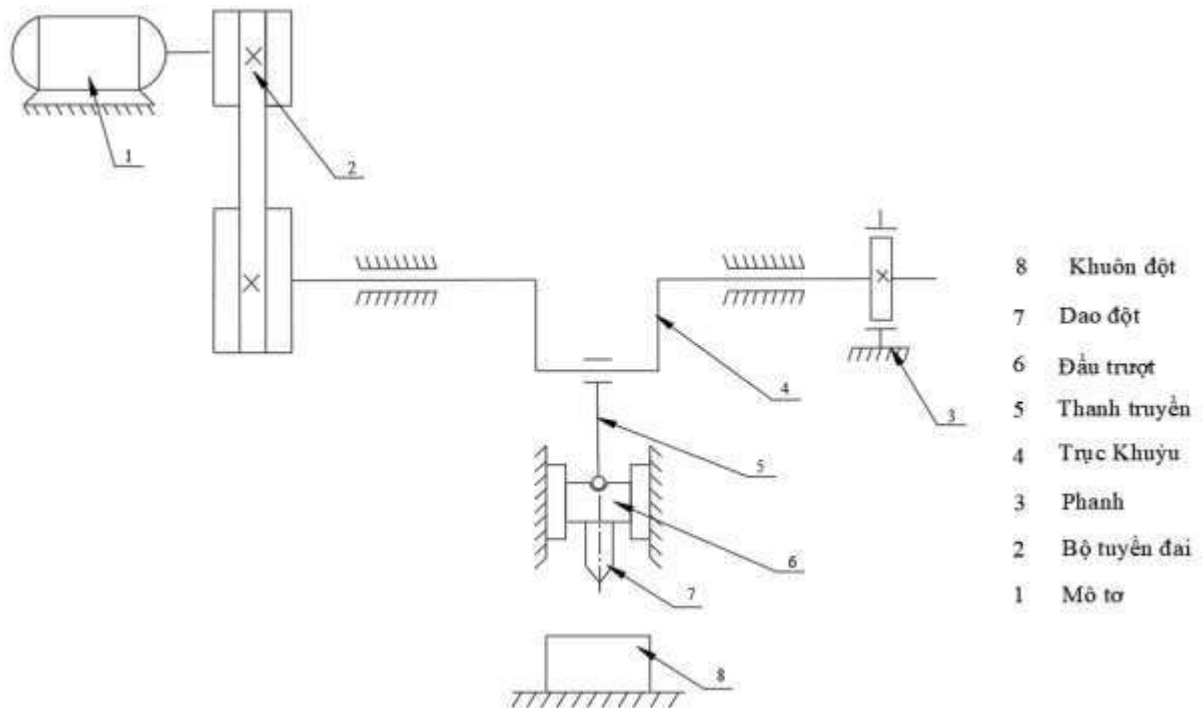 1
2
3
4
5
6
7
8
8 Khuôn đột
7 Dao đột
6 Đầu trượt
5 Thanh truyền
4 Trục Khuỷu
3 Phanh
2 Bộ tuyền đai
1 Mô tơ